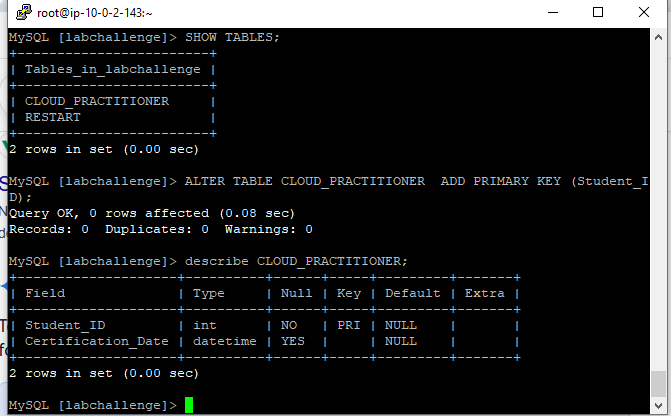 root@ip-10-0-2-143:~
MySQL [labchallenge]> SHOW TABLES;
+------------------------+
| Tables_in_labchallenge |
+------------------------+
| CLOUD_PRACTITIONER     |
| RESTART                |
+------------------------+
2 rows in set (0.00 sec)
MySQL [labchallenge]> ALTER TABLE CLOUD_PRACTITIONER  ADD PRIMARY KEY (Student_I
D);
Query OK, 0 rows affected (0.08 sec)
Records: 0  Duplicates: 0  Warnings: 0
MySQL [labchallenge]> describe CLOUD_PRACTITIONER;
+--------------------+----------+------+-----+---------+-------+
| Field              | Type     | Null | Key | Default | Extra |
+--------------------+----------+------+-----+---------+-------+
| Student_ID         | int      | NO   | PRI | NULL    |       |
| Certification_Date | datetime | YES  |     | NULL    |       |
+--------------------+----------+------+-----+---------+-------+
2 rows in set (0.00 sec)
MySQL [labchallenge]>